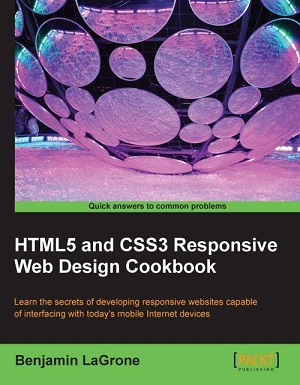 Quick answers to common problems
HTML5 and CSS3 Responsive
Web Design Cookbook
Learn the secrets of developing responsive websites capable
of interfacing with today's mobile Internet devices
Benjamin LaGrone
[PACKT]
PUBLISHING